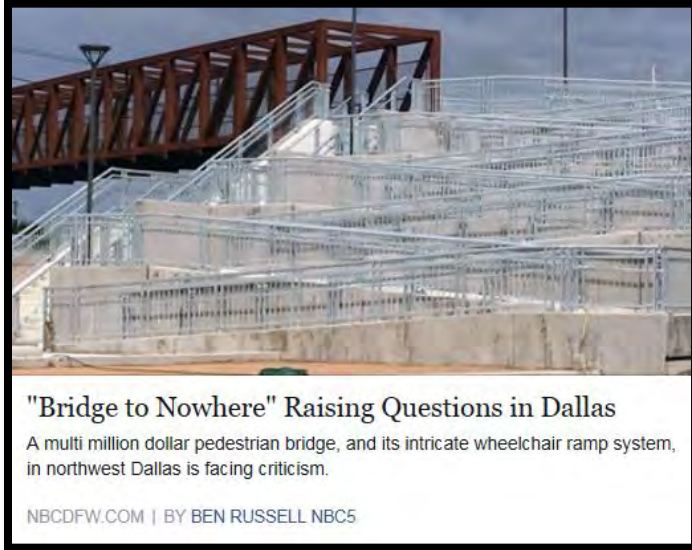 "Bridge to Nowhere" Raising Questions in Dallas
A multi million dollar pedestrian bridge, and its intricate wheelchair ramp system,
in northwest Dallas is facing criticism.
NBCDFW.COM | BY BEN RUSSELL NBC5